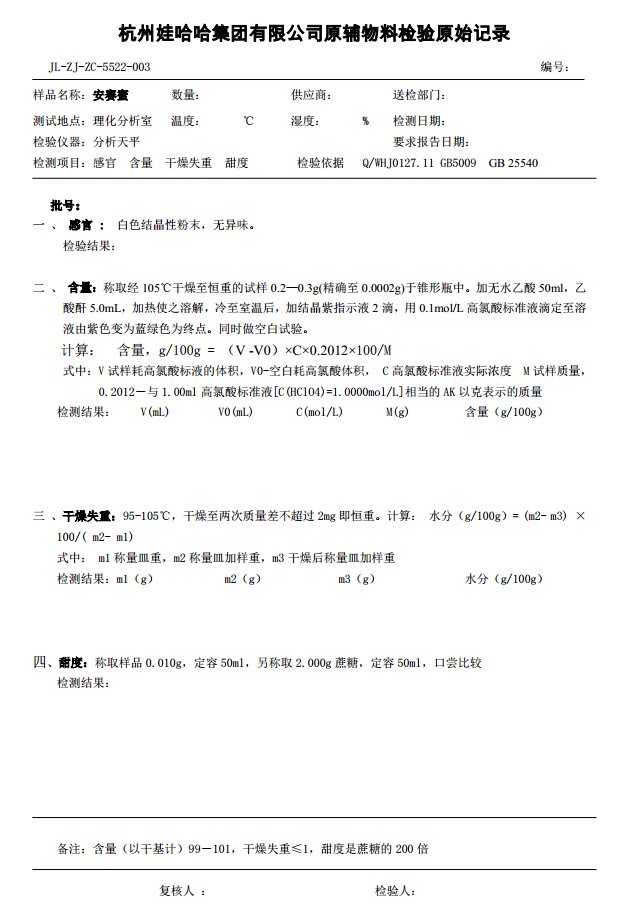 杭州娃哈哈集团有限公司原辅物料检验原始记录
JL-ZJ-ZC-5522-003 编号：
样品名称：安赛蜜 数量： 供应商： 送检部门：
测试地点：理化分析室 温度： ℃ 湿度： % 检测日期：
检验仪器：分析天平 要求报告日期：
检测项目：感官 含量 干燥失重 甜度 检验依据 Q/WHJ0127.11 GB5009 GB 25540
批号：
一 、 感官 ： 白色结晶性粉末，无异味。
检验结果：
二 、 含量：称取经 105℃干燥至恒重的试样 0.2—0.3g(精确至 0.0002g)于锥形瓶中。加无水乙酸 50ml，乙
酸酐 5.0mL，加热使之溶解，冷至室温后，加结晶紫指示液 2 滴，用 0.1mol/L 高氯酸标准液滴定至溶
液由紫色变为蓝绿色为终点。同时做空白试验。
计算： 含量，g/100g = （V -V0）×C×0.2012×100/M
式中：V 试样耗高氯酸标液的体积，V0-空白耗高氯酸体积， C 高氯酸标准液实际浓度 M 试样质量，
0.2012－与 1.00ml 高氯酸标准液[C(HClO4)=1.0000mol/L]相当的 AK 以克表示的质量
检测结果： V(mL) V0(mL) C(mol/L) M(g) 含量（g/100g）
三 、干燥失重：95-105℃，干燥至两次质量差不超过 2mg 即恒重。计算： 水分（g/100g）= (m2- m3) ×
100/( m2- m1)
式中： m1 称量皿重，m2 称量皿加样重，m3 干燥后称量皿加样重
检测结果：m1（g） m2（g） m3（g） 水分（g/100g）
四、甜度：称取样品 0.010g，定容 50ml，另称取 2.000g 蔗糖，定容 50ml，口尝比较
检测结果：
备注：含量（以干基计）99－101，干燥失重≤1，甜度是蔗糖的 200 倍
复核人 ： 检验人：